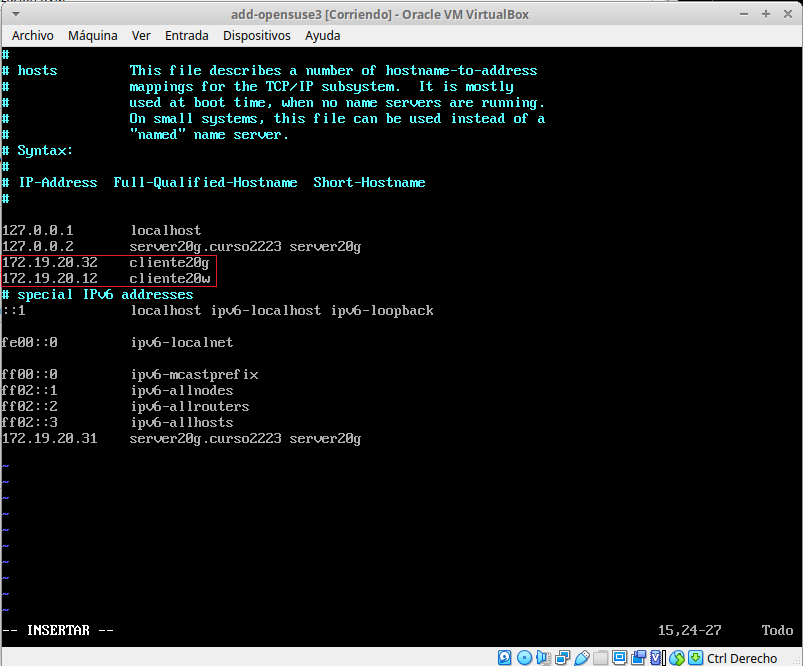 add-opensuse3 [Corriendo] - Oracle VM VirtualBox
Archivo Máquina Ver Entrada Dispositivos Ayuda
#
# hosts         This file describes a number of hostname-to-address
#               mappings for the TCP/IP subsystem.  It is mostly
#               used at boot time, when no name servers are running.
#               On small systems, this file can be used instead of a
#               "named" name server.
# Syntax:
#
# IP-Address  Full-Qualified-Hostname  Short-Hostname
#
127.0.0.1       localhost
127.0.0.2       server20g.curso2223 server20g
172.19.20.32    cliente20g
172.19.20.12    cliente20w
# special IPv6 addresses
::1             localhost ipv6-localhost ipv6-loopback
fe00::0         ipv6-localnet
ff00::0         ipv6-mcastprefix
ff02::1         ipv6-allnodes
ff02::2         ipv6-allrouters
ff02::3         ipv6-allhosts
172.19.20.31    server20g.curso2223 server20g
~
~
~
~
~
~
~
~
~
~
-- INSERTAR -- 15,24-27 Todo
Ctrl Derecho